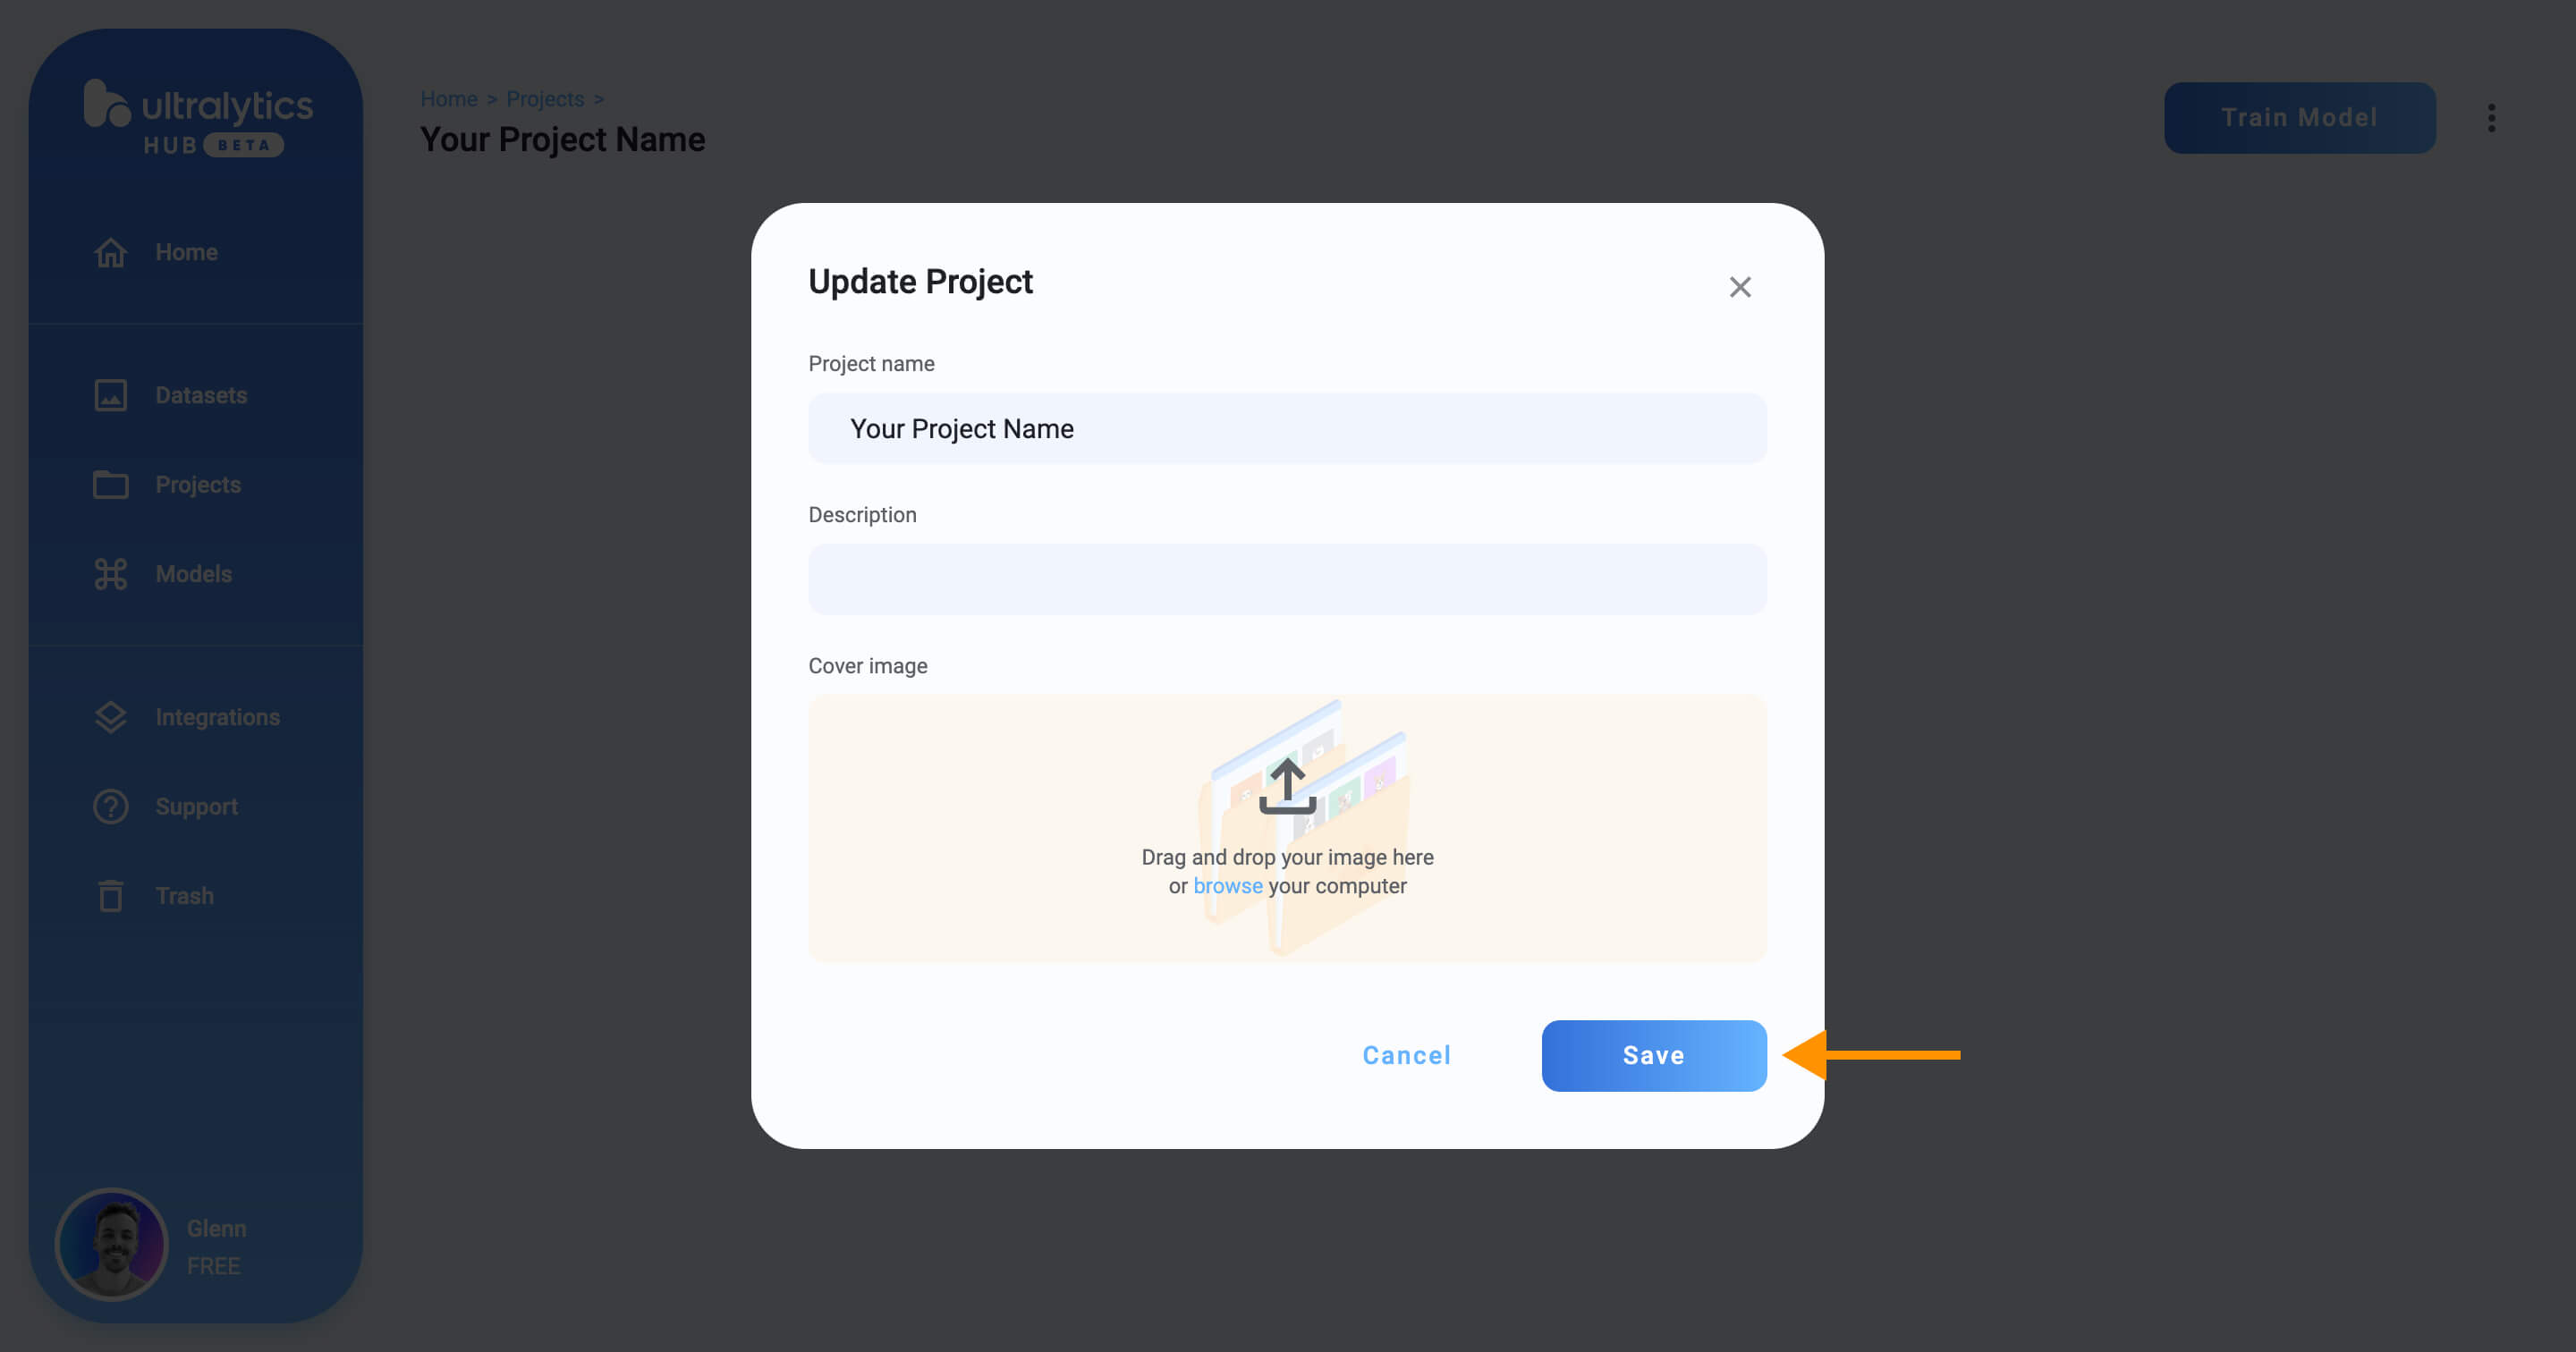 ultralytics
HUB BETA
Home
Datasets
Projects
Models
Integrations
Support
Trash
Glenn
FREE
Home > Projects >
Your Project Name
Train Model
Update Project
Project name
Your Project Name
Description
Cover image
Drag and drop your image here
or browse your computer
Cancel
Save